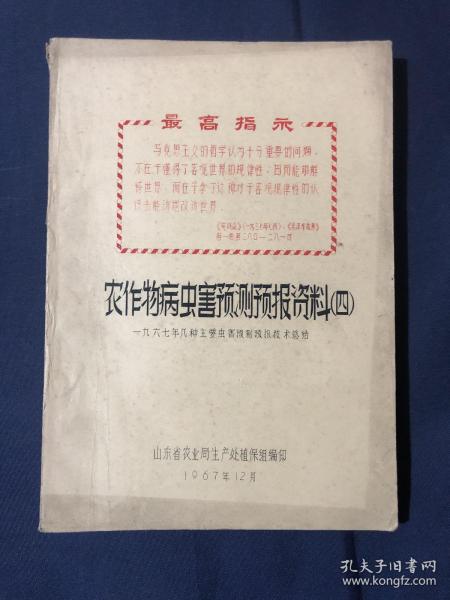 最高指示
马克思主义的哲学认为十分重要的问题，
不在于懂得了客观世界的规律性，因而能够解
释世界，而在于拿了这种对于客观规律性的认
识去能动地改造世界。
《实践论》（一九三七年七月），《毛泽东选集》
第一卷第二八〇—二八一页
农作物病虫害预测预报资料(四)
一九六七年几种主要虫害预测预报技术总结
山东省农业局生产处植保组编印
1967年12月
孔夫子旧书网
www.kongfz.com